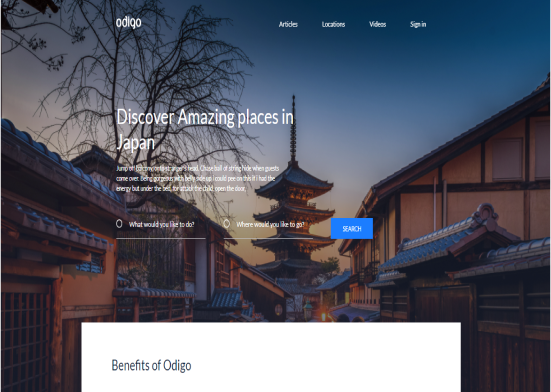 odigo
Articles Locations Videos Sign in
Discover Amazing places in
Japan
Jump off balcony, onto stranger's head. Chase ball of string hide when guests
come over. Being gorgeous with belly side up i could pee on this if i had the
energy but under the bed, for attack the child open the door,
What would you like to do? Where would you like to go? SEARCH
Benefits of Odigo